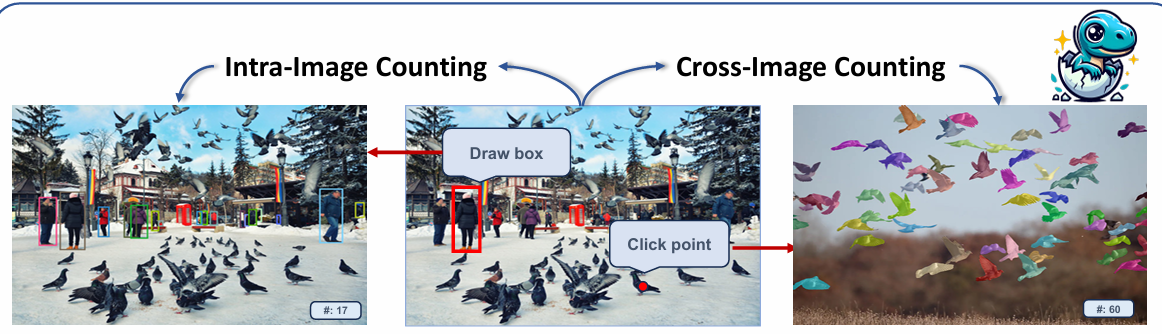 Intra-Image Counting
Cross-Image Counting
Draw box
Click point
#: 17
#: 60